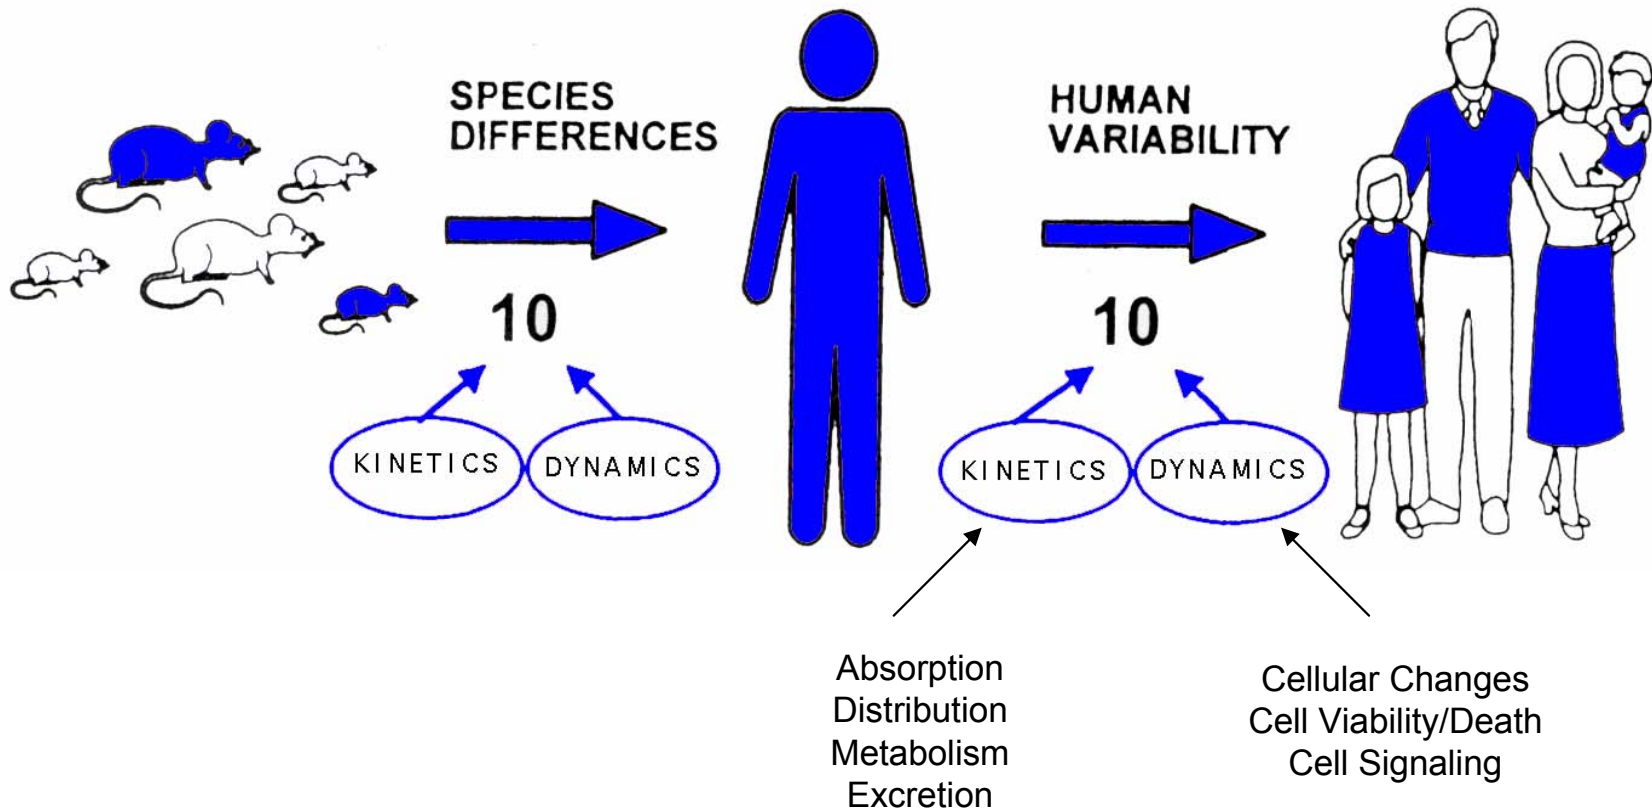 SPECIES
DIFFERENCES
10
KINETICS
DYNAMICS
HUMAN
VARIABILITY
10
KINETICS
DYNAMICS
Absorption
Distribution
Metabolism
Excretion
Cellular Changes
Cell Viability/Death
Cell Signaling